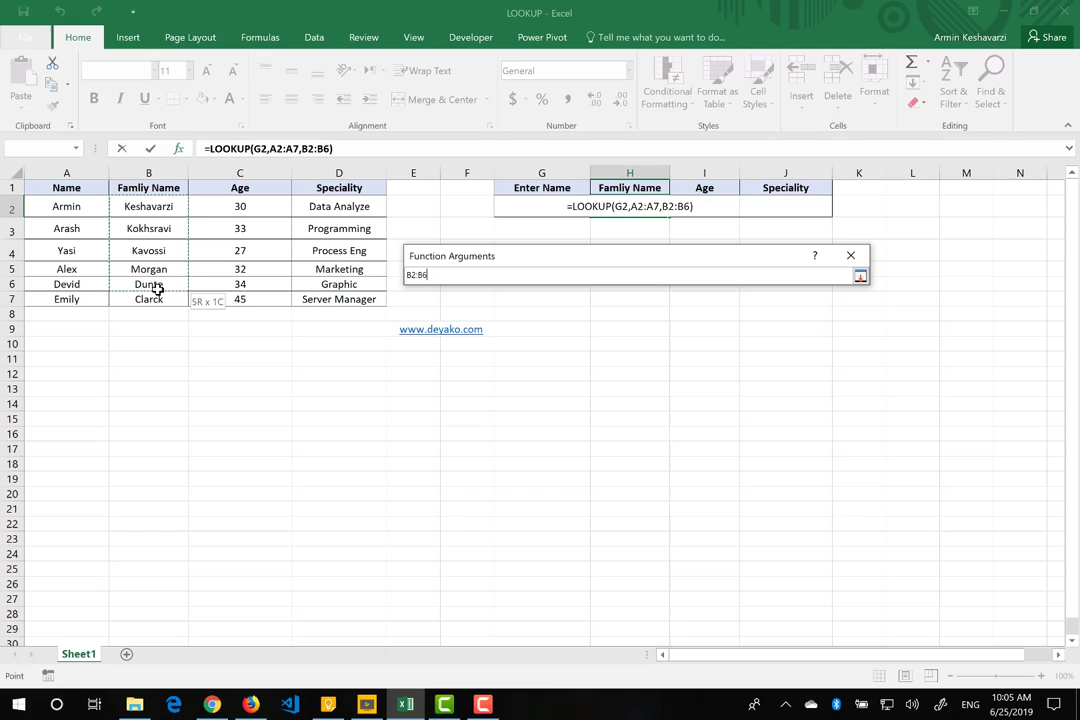 LOOKUP - Excel
File Home Insert Page Layout Formulas Data Review View Developer Power Pivot Tell me what you want to do... Armin Keshavarzi Share
Paste 11 Wrap Text General Conditional Formatting Format as Table Cell Styles Insert Delete Format Sort & Filter Find & Select
B I U A Merge & Center $ % ,
Clipboard Font Alignment Number Styles Cells Editing
fx =LOOKUP(G2,A2:A7,B2:B6)
A B C D E F G H I J K L M N
1 Name Famliy Name Age Speciality Enter Name Famliy Name Age Speciality
2 Armin Keshavarzi 30 Data Analyze =LOOKUP(G2,A2:A7,B2:B6)
3 Arash Kokhsravi 33 Programming
4 Yasi Kavossi 27 Process Eng
Function Arguments ?
5 Alex Morgan 32 Marketing
B2:B6
6 Devid Dunte 34 Graphic
7 Emily Clarck 45 Server Manager
5R x 1C
8
9 www.deyako.com
10
11
12
13
14
15
16
17
18
19
20
21
22
23
24
25
26
27
28
29
30
Sheet1
Point 100%
ENG 10:05 AM
6/25/2019